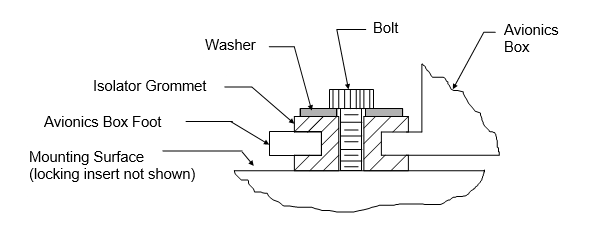 Bolt
Avionics
Box
Washer
Isolator Grommet
Avionics Box Foot
Mounting Surface
(locking insert not shown)